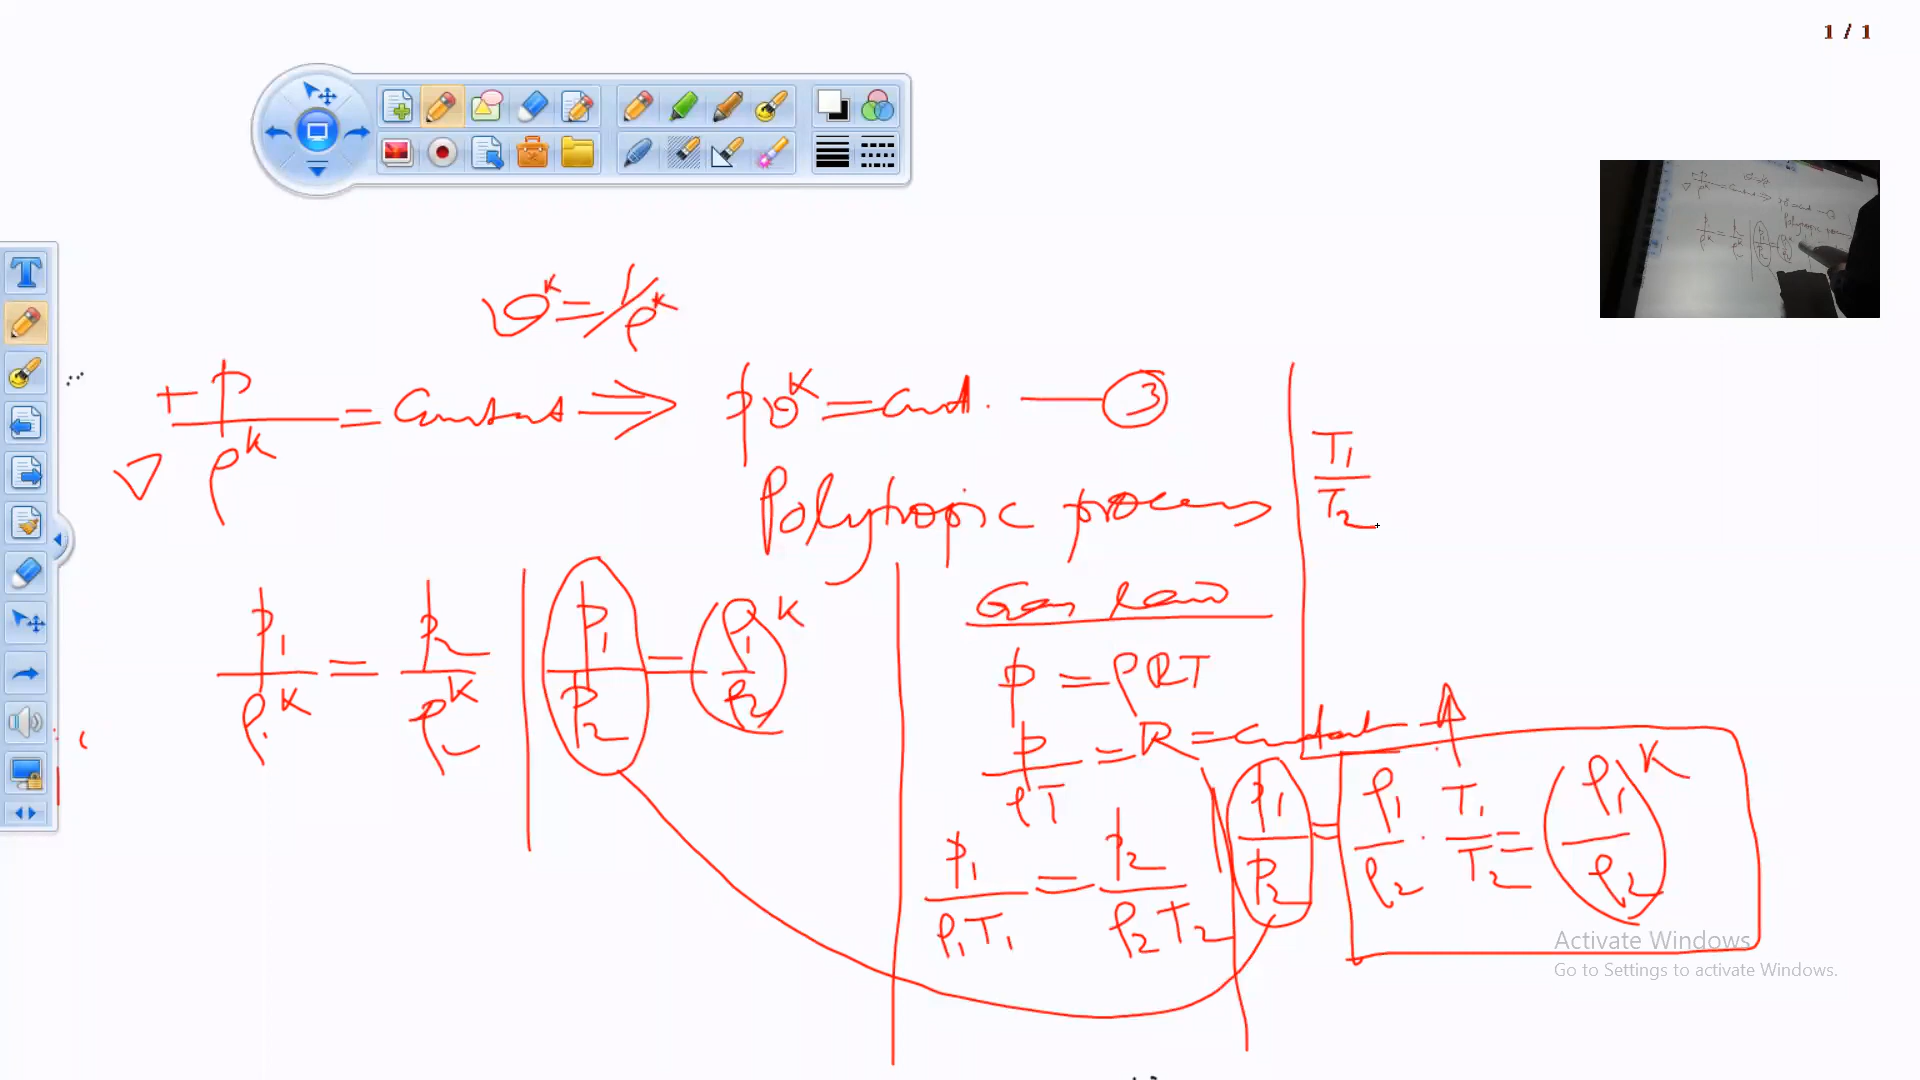 1 / 1
ϑ^K = 1/ρ^K
+p/ρ^K = Constant ⇒ pϑ^K = Const. — ③
∇
Polytropic process
T₁/T₂
p₁/ρ₁^K = p₂/ρ₂^K
p₁/p₂ = (ρ₁/ρ₂)^K
Gas law
p = ρRT
p/ρT = R = constant
p₁/ρ₁T₁ = p₂/ρ₂T₂
p₁/p₂ = ρ₁/ρ₂ · T₁/T₂ = (ρ₁/ρ₂)^K
Activate Windows
Go to Settings to activate Windows.